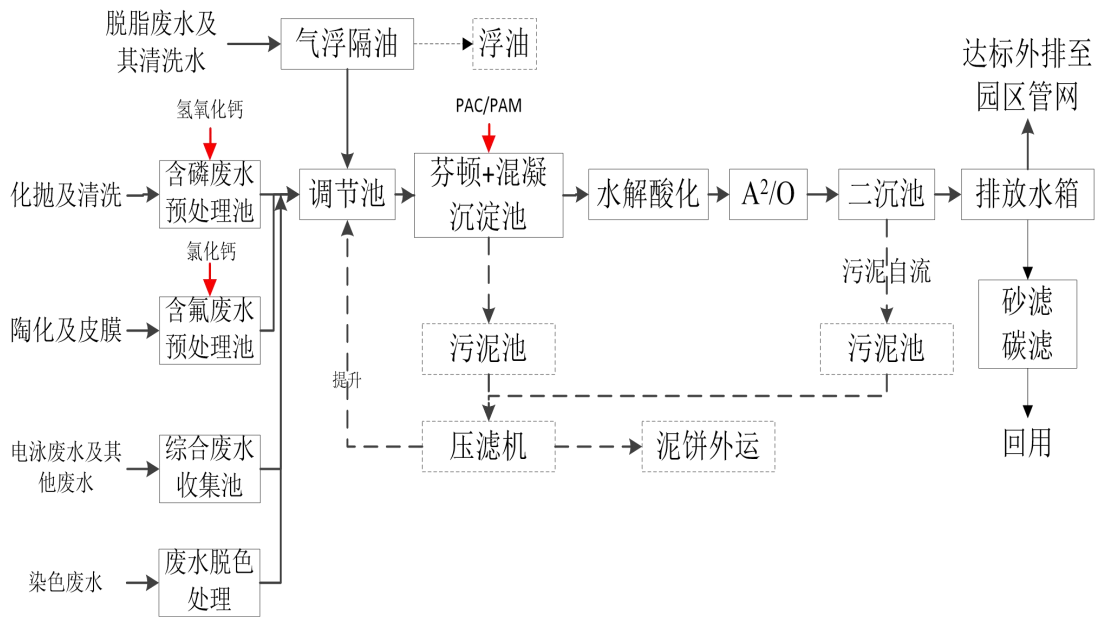 脱脂废水及
其清洗水
气浮隔油
浮油
达标外排至
园区管网
氢氧化钙
PAC/PAM
化抛及清洗
含磷废水
预处理池
调节池
芬顿+混凝
沉淀池
水解酸化
A²/O
二沉池
排放水箱
氯化钙
污泥自流
陶化及皮膜
含氟废水
预处理池
污泥池
污泥池
砂滤
碳滤
提升
电泳废水及其
他废水
综合废水
收集池
压滤机
泥饼外运
回用
染色废水
废水脱色
处理